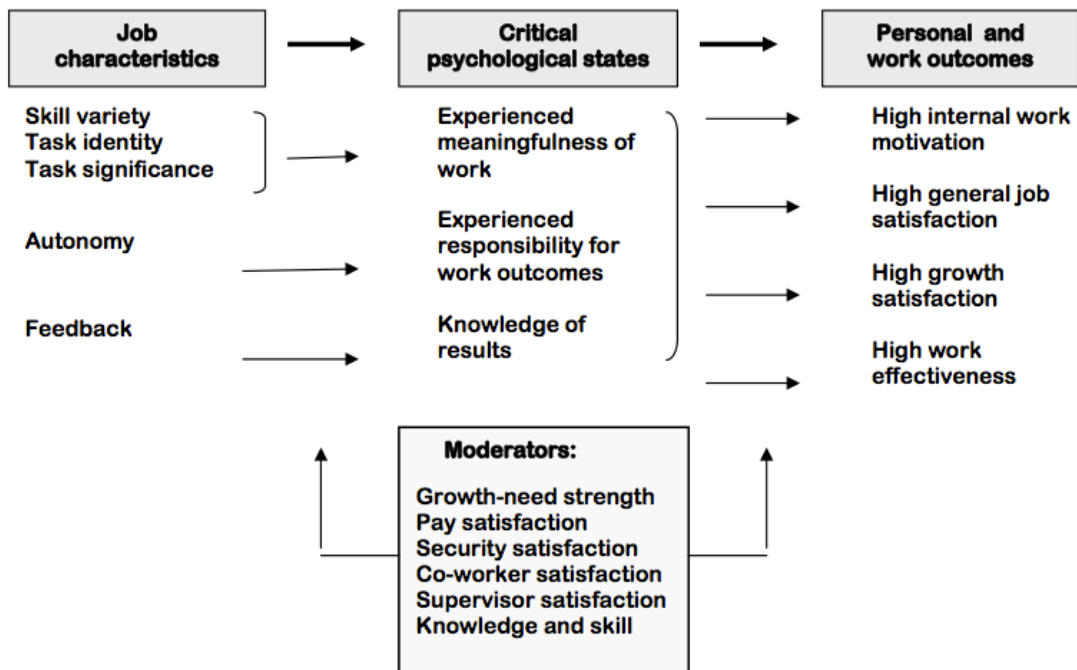 Job
characteristics
Critical
psychological states
Personal and
work outcomes
Skill variety
Task identity
Task significance
Autonomy
Feedback
Experienced
meaningfulness of
work
Experienced
responsibility for
work outcomes
Knowledge of
results
High internal work
motivation
High general job
satisfaction
High growth
satisfaction
High work
effectiveness
Moderators:
Growth-need strength
Pay satisfaction
Security satisfaction
Co-worker satisfaction
Supervisor satisfaction
Knowledge and skill